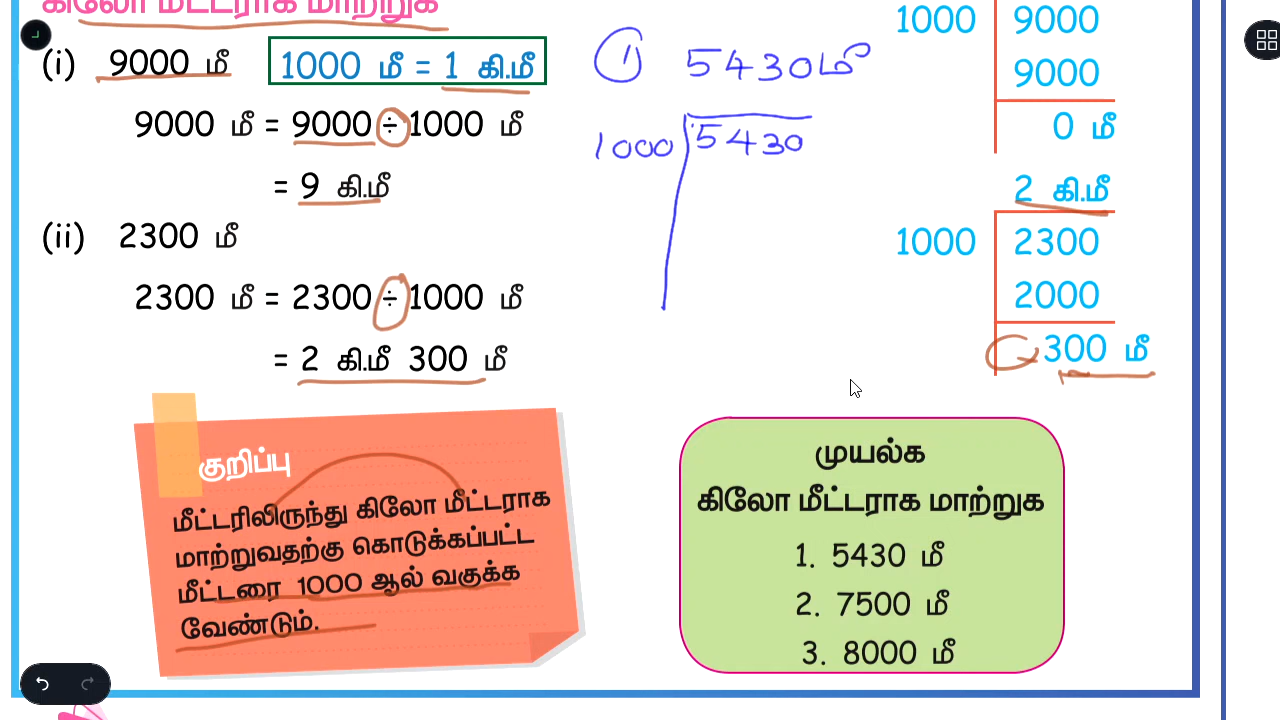 கிலோ மீட்டராக மாற்றுக
(i) 9000 மீ
1000 மீ = 1 கி.மீ
9000 மீ = 9000 ÷ 1000 மீ
= 9 கி.மீ
(ii) 2300 மீ
2300 மீ = 2300 ÷ 1000 மீ
= 2 கி.மீ 300 மீ
குறிப்பு
மீட்டரிலிருந்து கிலோ மீட்டராக
மாற்றுவதற்கு கொடுக்கப்பட்ட
மீட்டரை 1000 ஆல் வகுக்க
வேண்டும்.
1 5430மீ
1000 5430
1000 9000
9000
0 மீ
2 கி.மீ
1000 2300
2000
300 மீ
முயல்க
கிலோ மீட்டராக மாற்றுக
1. 5430 மீ
2. 7500 மீ
3. 8000 மீ